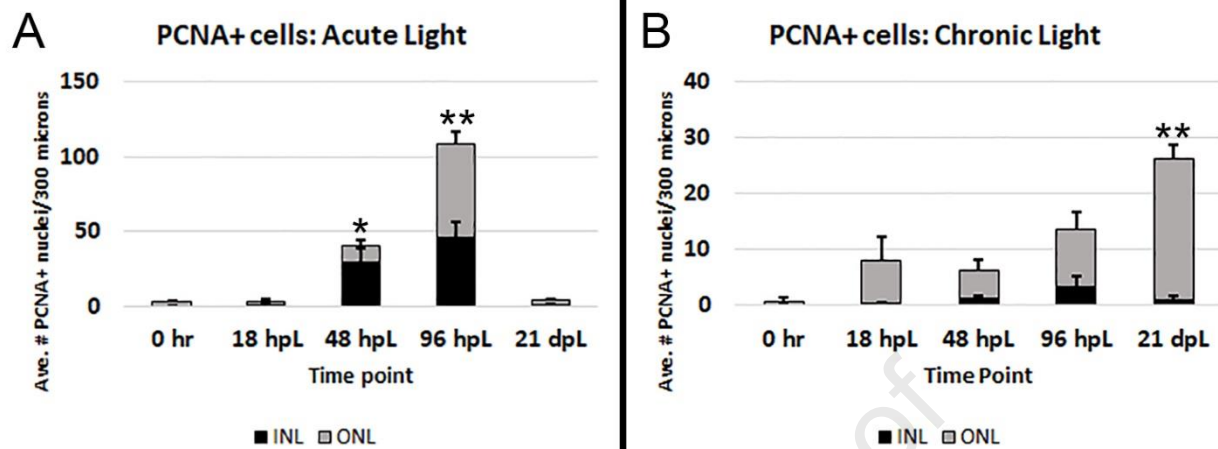 A
PCNA+ cells: Acute Light
Ave. # PCNA+ nuclei/300 microns
150
100
50
0
*
**
0 hr 18 hpL 48 hpL 96 hpL 21 dpL
Time point
INL ONL
B
PCNA+ cells: Chronic Light
Ave. # PCNA+ nuclei/300 microns
40
30
20
10
0
**
0 hr 18 hpL 48 hpL 96 hpL 21 dpL
Time Point
INL ONL
of